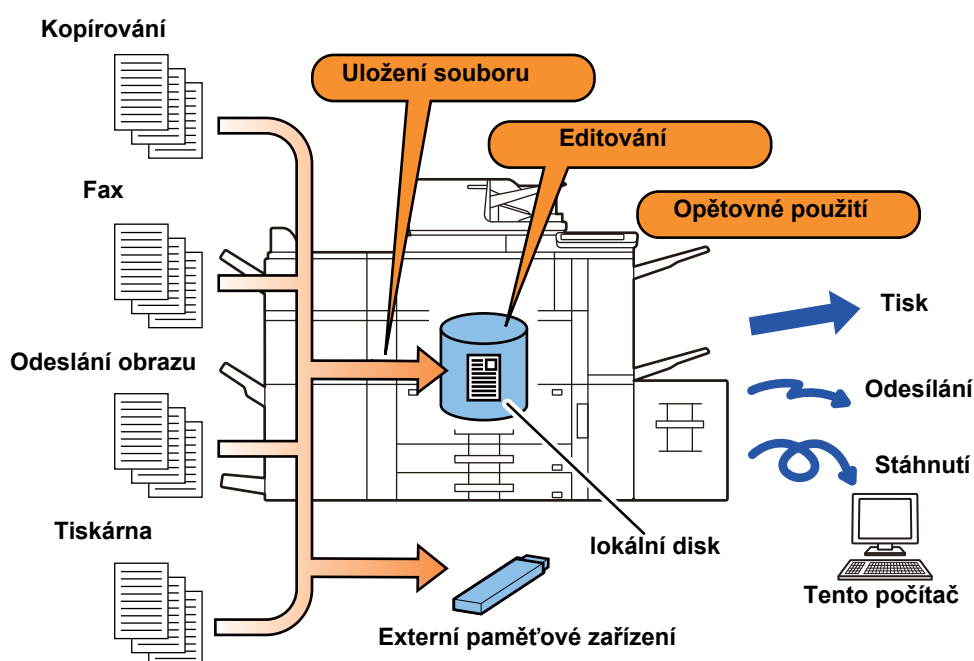 Kopírování
Uložení souboru
Editování
Fax
Opětovné použití
Tisk
Odeslání obrazu
Odesílání
Stáhnutí
Tiskárna
lokální disk
Tento počítač
Externí paměťové zařízení